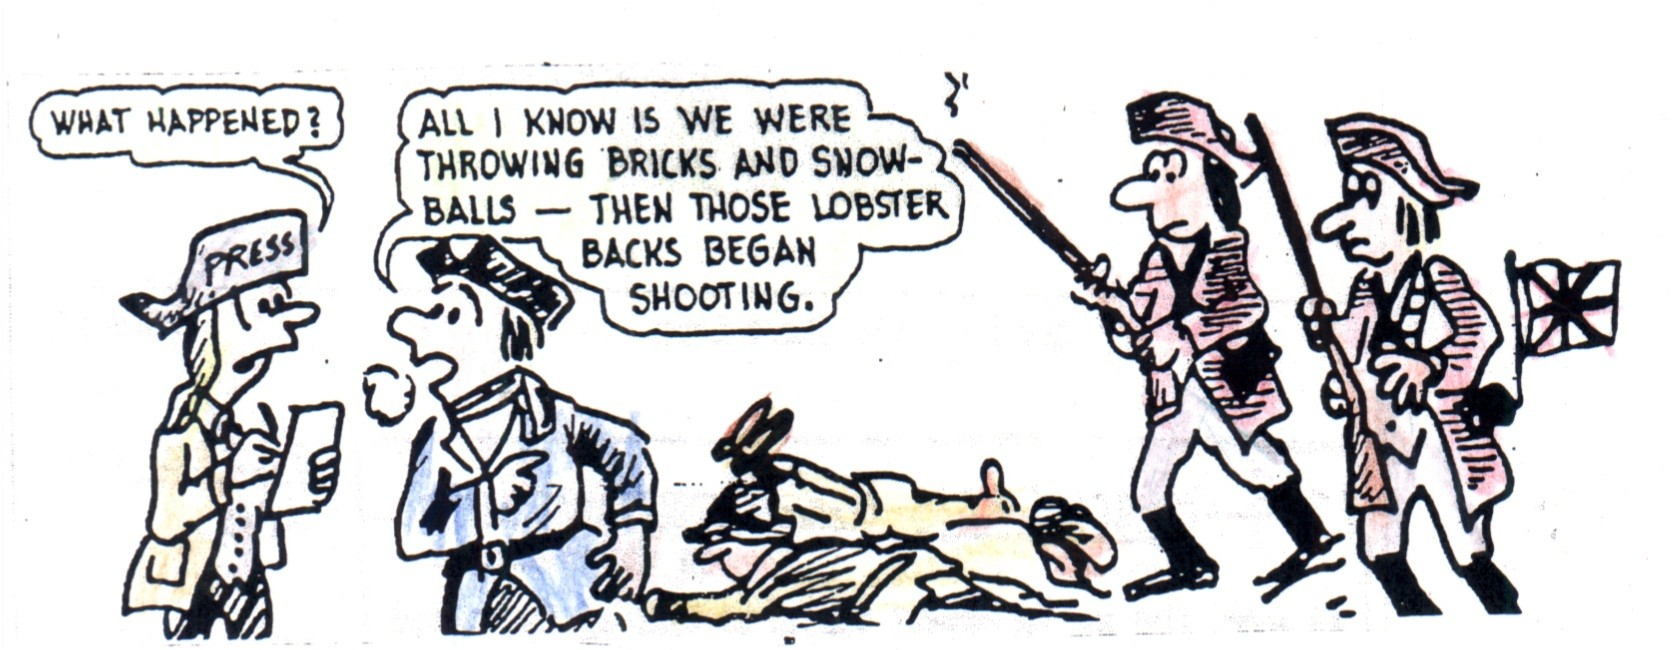 WHAT HAPPENED?
ALL I KNOW IS WE WERE
THROWING BRICKS AND SNOW-
BALLS — THEN THOSE LOBSTER
BACKS BEGAN
SHOOTING.
PRESS